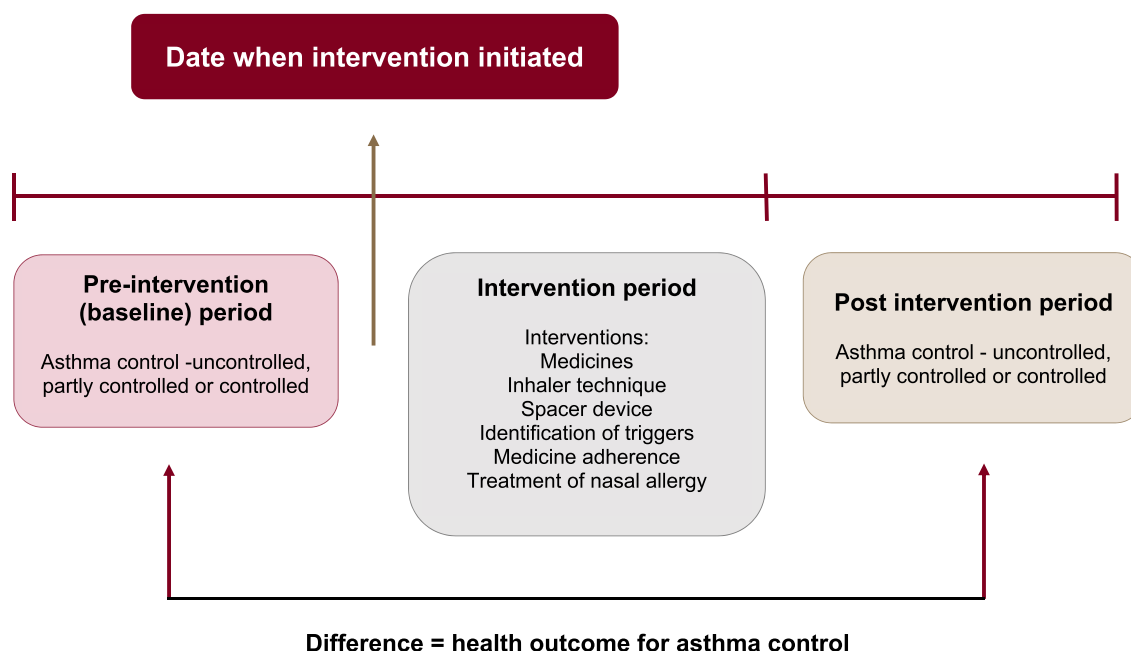 Date when intervention initiated
Pre-intervention
(baseline) period
Asthma control -uncontrolled,
partly controlled or controlled
Intervention period
Interventions:
Medicines
Inhaler technique
Spacer device
Identification of triggers
Medicine adherence
Treatment of nasal allergy
Post intervention period
Asthma control - uncontrolled,
partly controlled or controlled
Difference = health outcome for asthma control